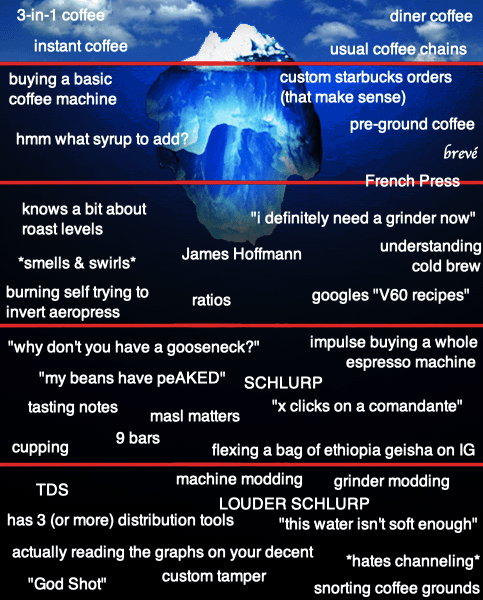 3-in-1 coffee
diner coffee
instant coffee
usual coffee chains
buying a basic
coffee machine
custom starbucks orders
(that make sense)
pre-ground coffee
hmm what syrup to add?
brevé
French Press
knows a bit about
roast levels
"i definitely need a grinder now"
James Hoffmann
understanding
cold brew
*smells & swirls*
burning self trying to
invert aeropress
ratios
googles "V60 recipes"
"why don't you have a gooseneck?"
impulse buying a whole
espresso machine
"my beans have peAKED"
SCHLURP
tasting notes
masl matters
"x clicks on a comandante"
cupping
9 bars
flexing a bag of ethiopia geisha on IG
TDS
machine modding
grinder modding
LOUDER SCHLURP
has 3 (or more) distribution tools
"this water isn't soft enough"
actually reading the graphs on your decent
*hates channeling*
"God Shot"
custom tamper
snorting coffee grounds